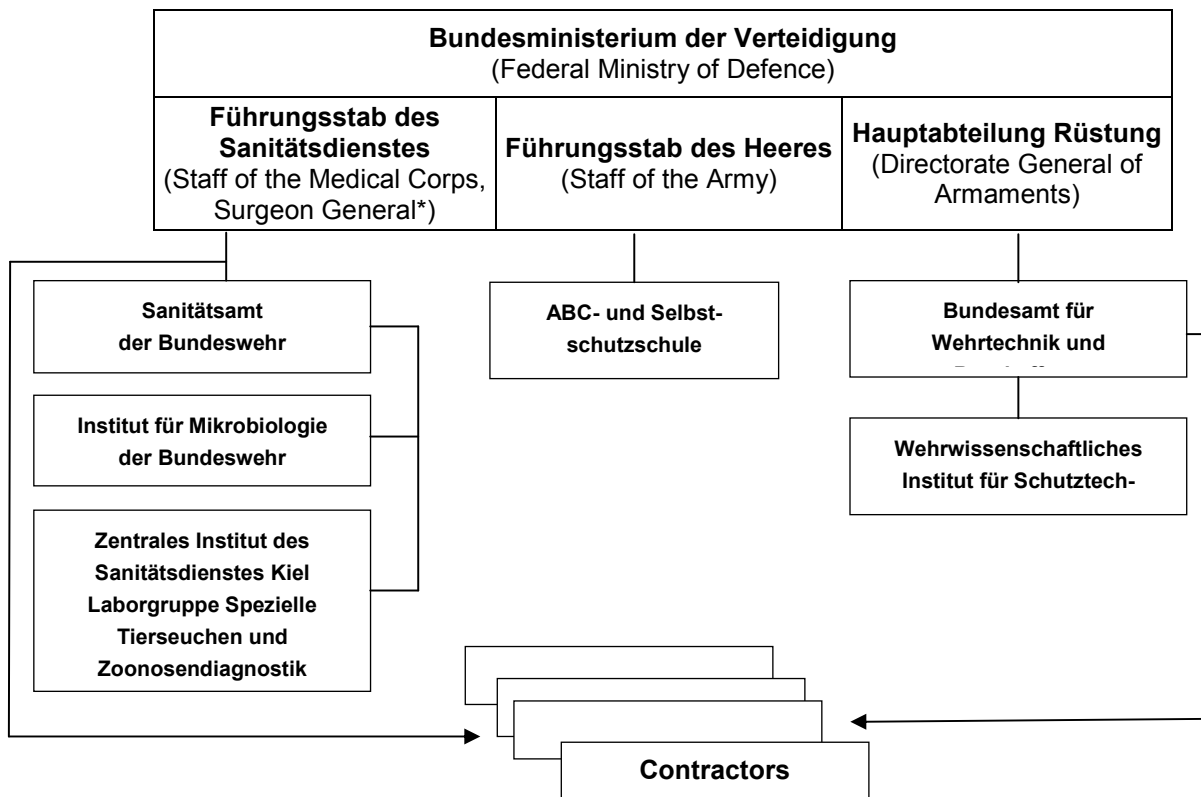 Bundesministerium der Verteidigung
(Federal Ministry of Defence)
Führungsstab des
Sanitätsdienstes
(Staff of the Medical Corps,
Surgeon General*)
Führungsstab des Heeres
(Staff of the Army)
Hauptabteilung Rüstung
(Directorate General of
Armaments)
Sanitätsamt
der Bundeswehr
ABC- und Selbst-
schutzschule
Bundesamt für
Wehrtechnik und
Institut für Mikrobiologie
der Bundeswehr
Wehrwissenschaftliches
Institut für Schutztech-
Zentrales Institut des
Sanitätsdienstes Kiel
Laborgruppe Spezielle
Tierseuchen und
Zoonosendiagnostik
Contractors